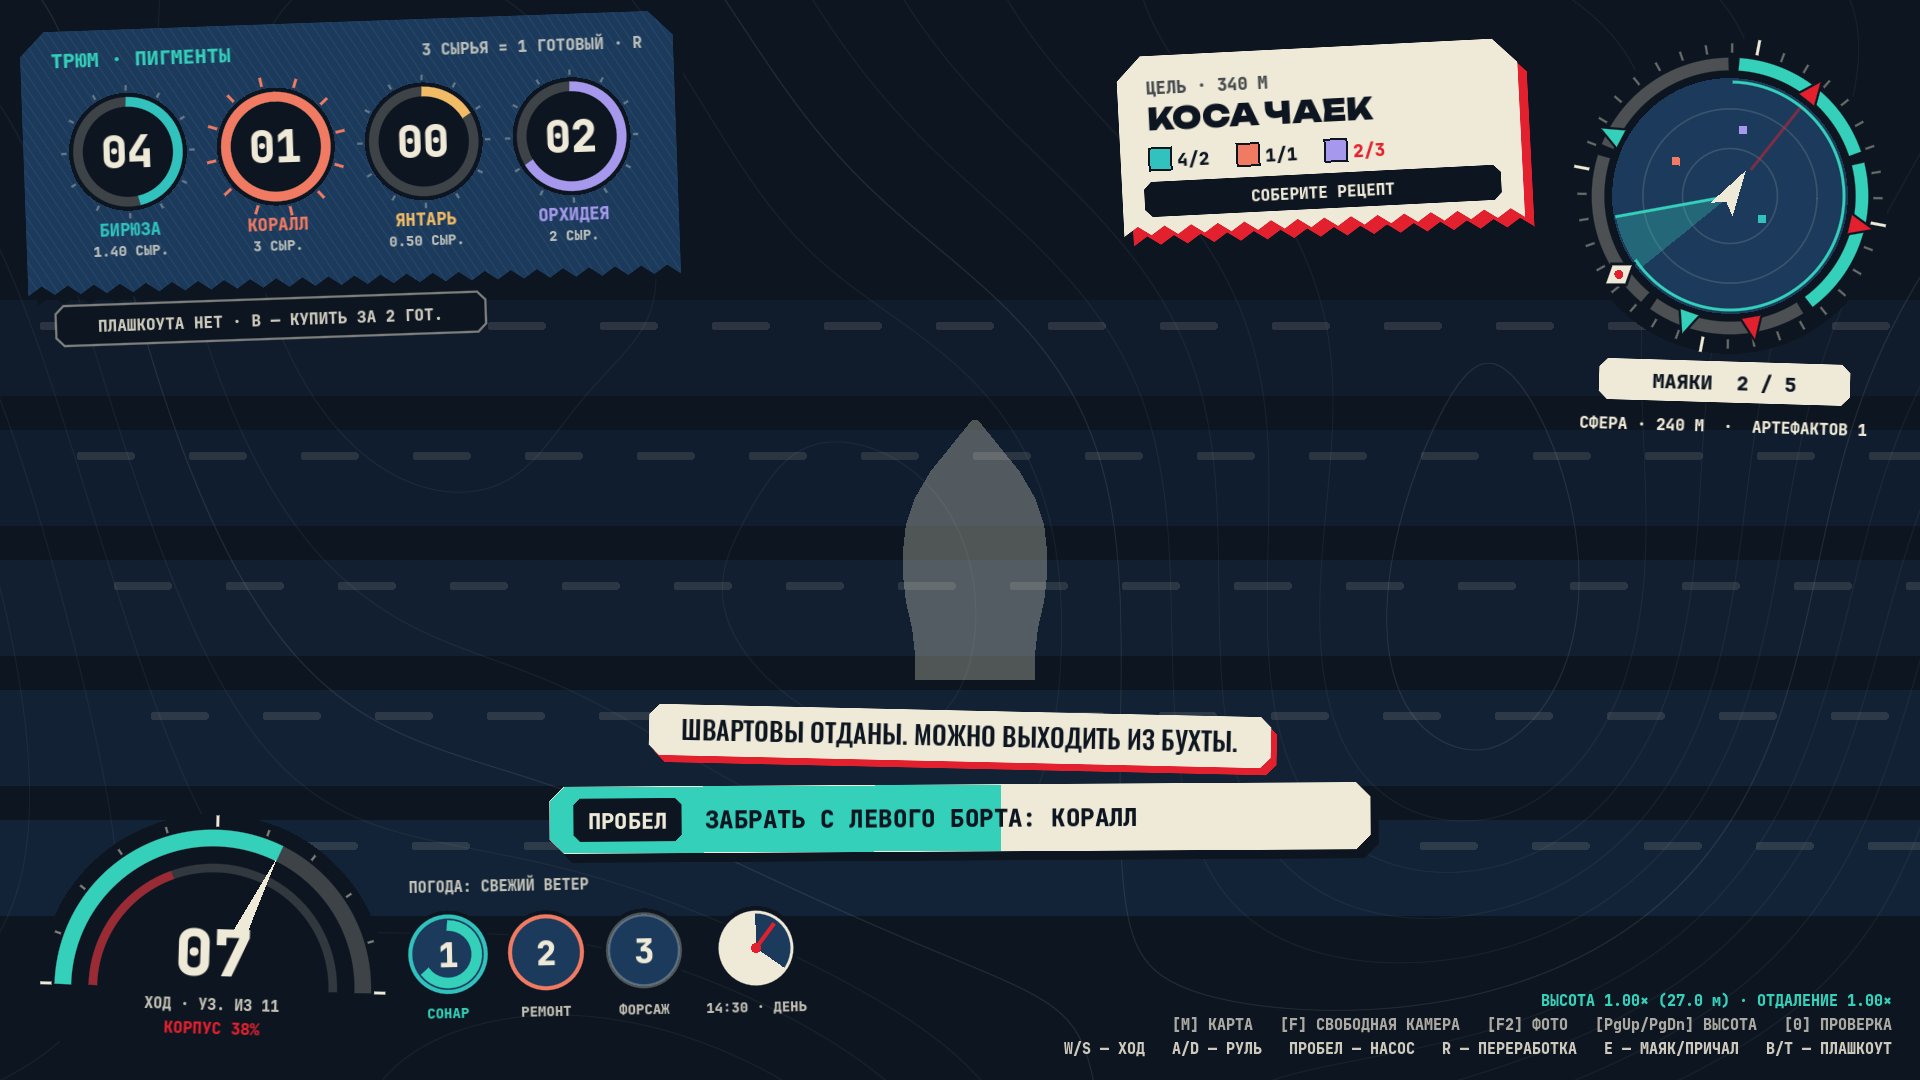 ТРЮМ · ПИГМЕНТЫ
3 СЫРЬЯ = 1 ГОТОВЫЙ · R
04
01
00
02
БИРЮЗА
КОРАЛЛ
ЯНТАРЬ
ОРХИДЕЯ
1.40 СЫР.
3 СЫР.
0.50 СЫР.
2 СЫР.
ПЛАШКОУТА НЕТ · B — КУПИТЬ ЗА 2 ГОТ.
ЦЕЛЬ · 340 М
КОСА ЧАЕК
4/2
1/1
2/3
СОБЕРИТЕ РЕЦЕПТ
МАЯКИ 2 / 5
СФЕРА · 240 М · АРТЕФАКТОВ 1
ШВАРТОВЫ ОТДАНЫ. МОЖНО ВЫХОДИТЬ ИЗ БУХТЫ.
ПРОБЕЛ ЗАБРАТЬ С ЛЕВОГО БОРТА: КОРАЛЛ
07
ХОД · УЗ. ИЗ 11
КОРПУС 38%
ПОГОДА: СВЕЖИЙ ВЕТЕР
1
2
3
СОНАР
РЕМОНТ
ФОРСАЖ
14:30 · ДЕНЬ
ВЫСОТА 1.00× (27.0 м) · ОТДАЛЕНИЕ 1.00×
[M] КАРТА [F] СВОБОДНАЯ КАМЕРА [F2] ФОТО [PgUp/PgDn] ВЫСОТА [0] ПРОВЕРКА
W/S — ХОД A/D — РУЛЬ ПРОБЕЛ — НАСОС R — ПЕРЕРАБОТКА E — МАЯК/ПРИЧАЛ B/T — ПЛАШКОУТ